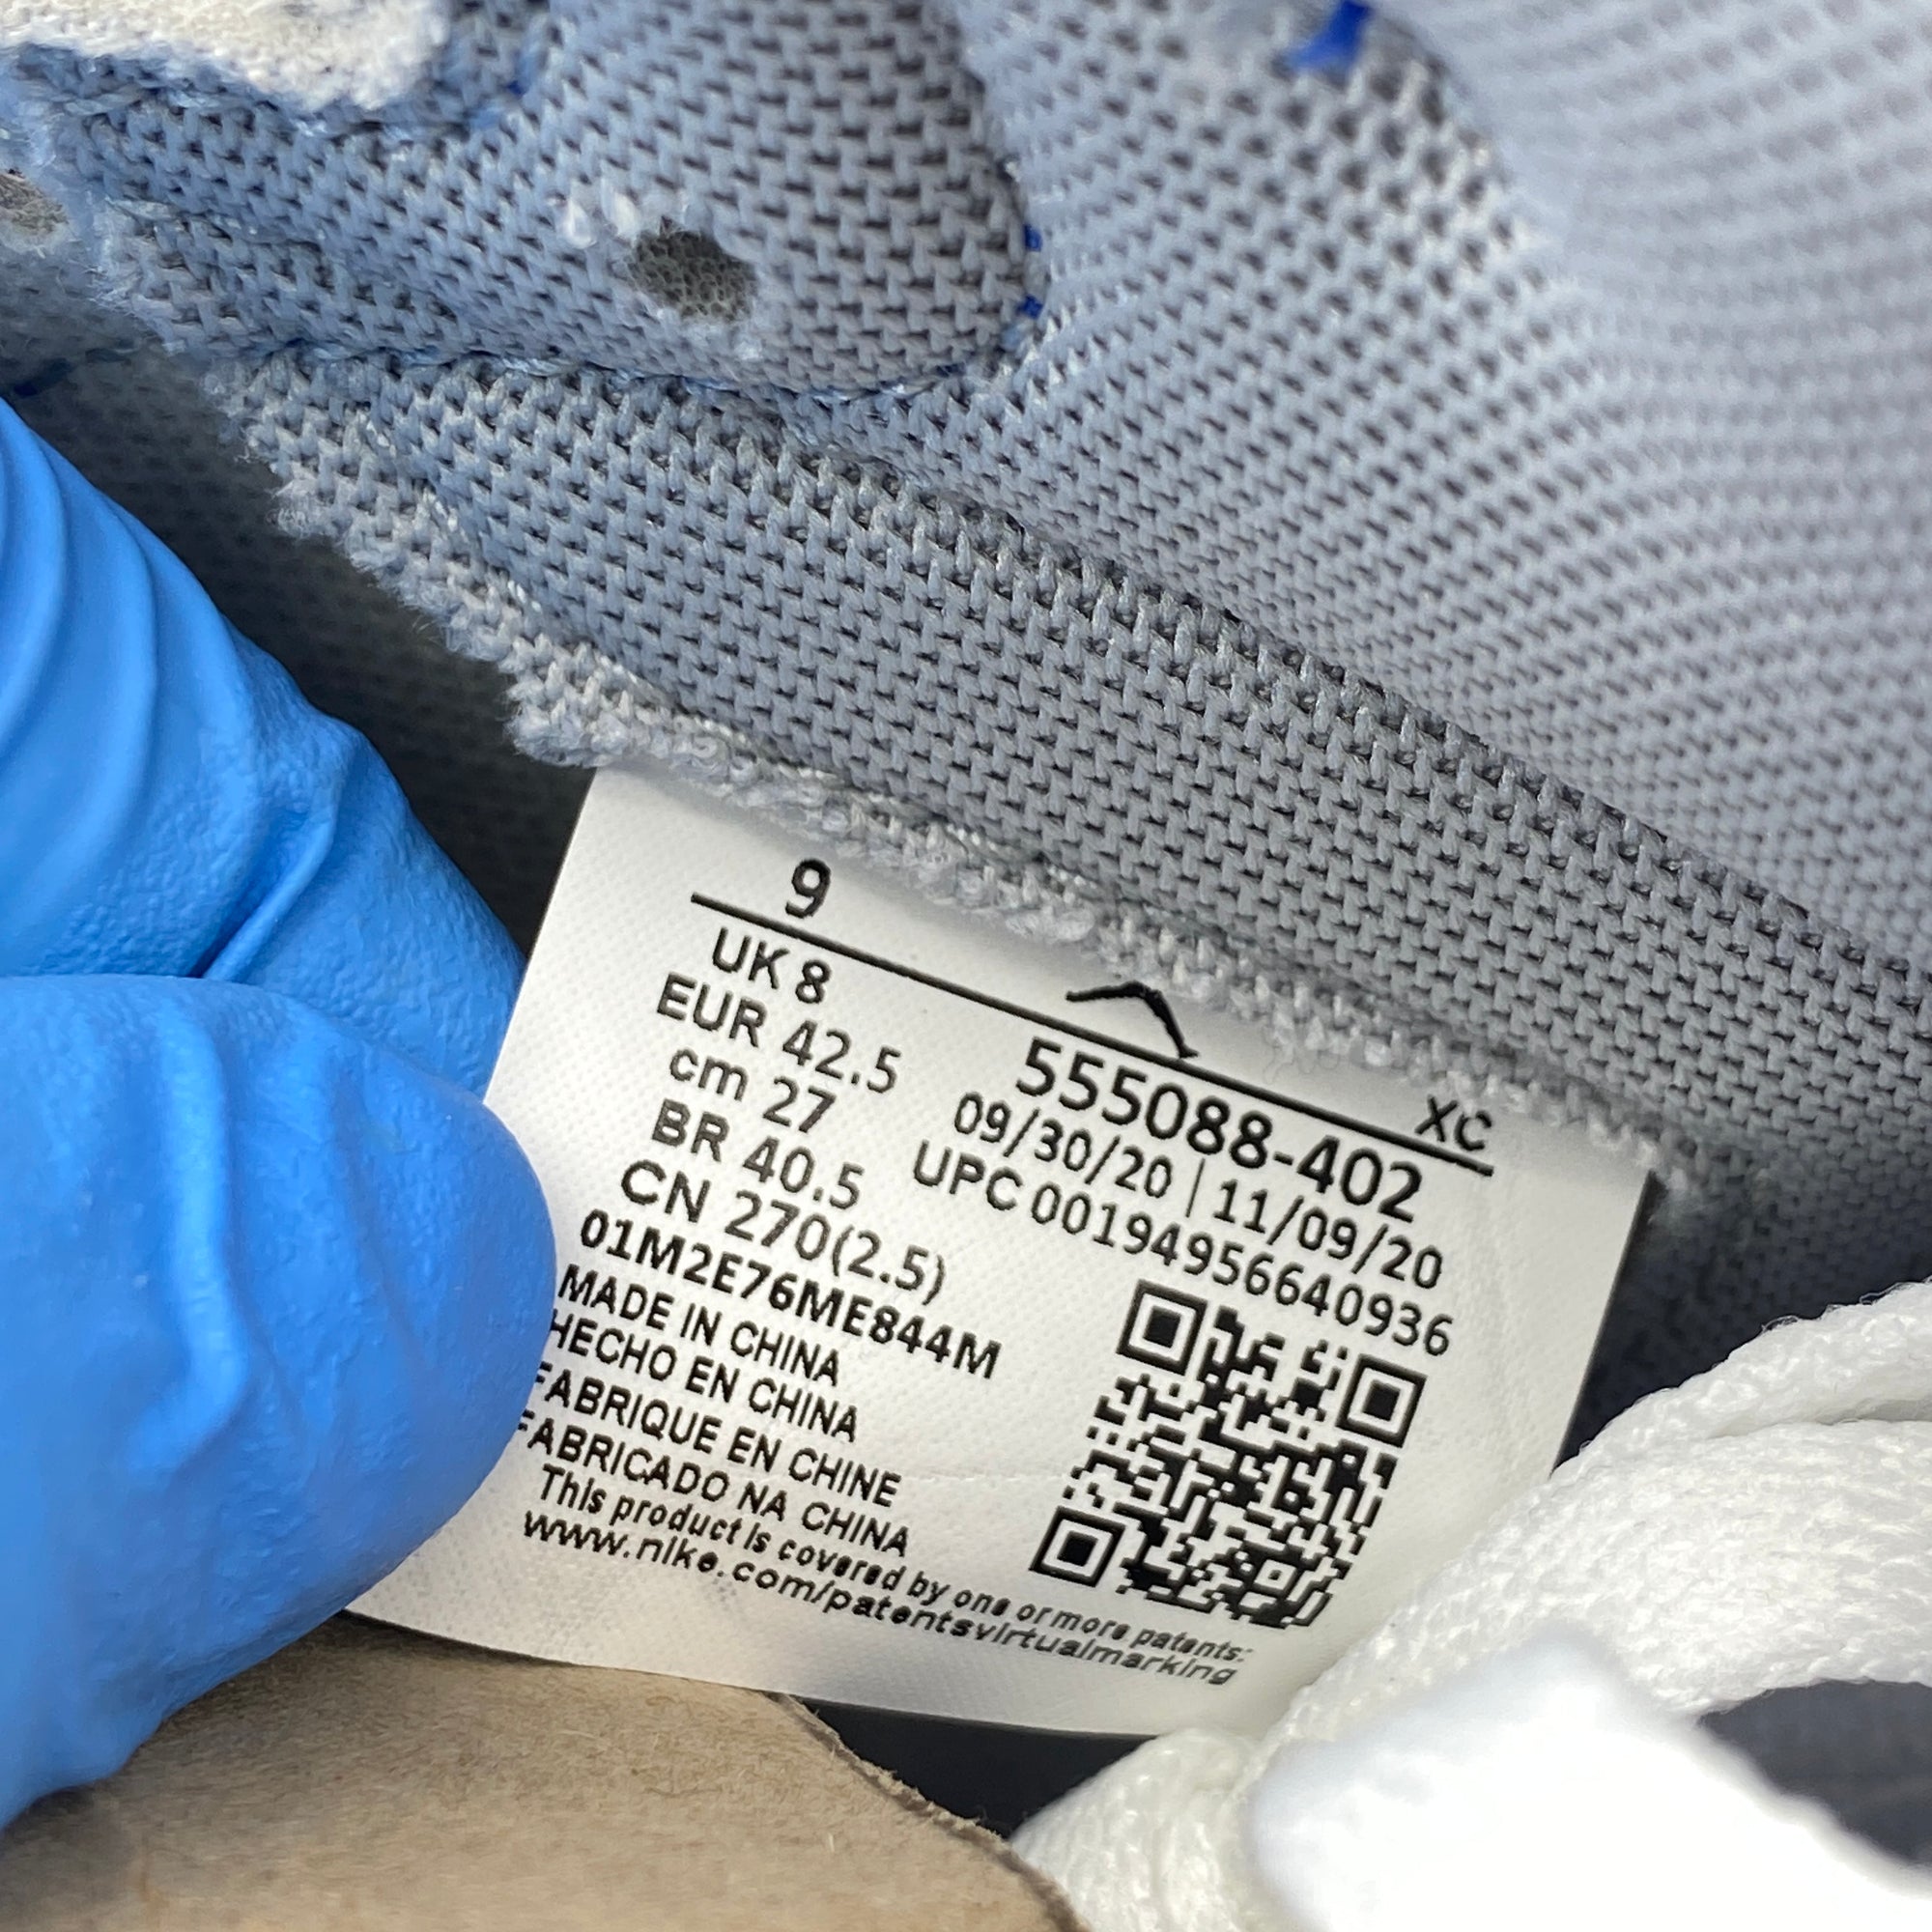 9
XC
UK 8
EUR 42.5
cm 27
BR 40.5
CN 270(2.5)
555088-402
09/30/20 | 11/09/20
UPC 00194956640936
01M2E76ME844M
MADE IN CHINA
HECHO EN CHINA
FABRIQUE EN CHINE
FABRICADO NA CHINA
This product is covered by one or more patents:
www.nike.com/patentsvirtualmarking